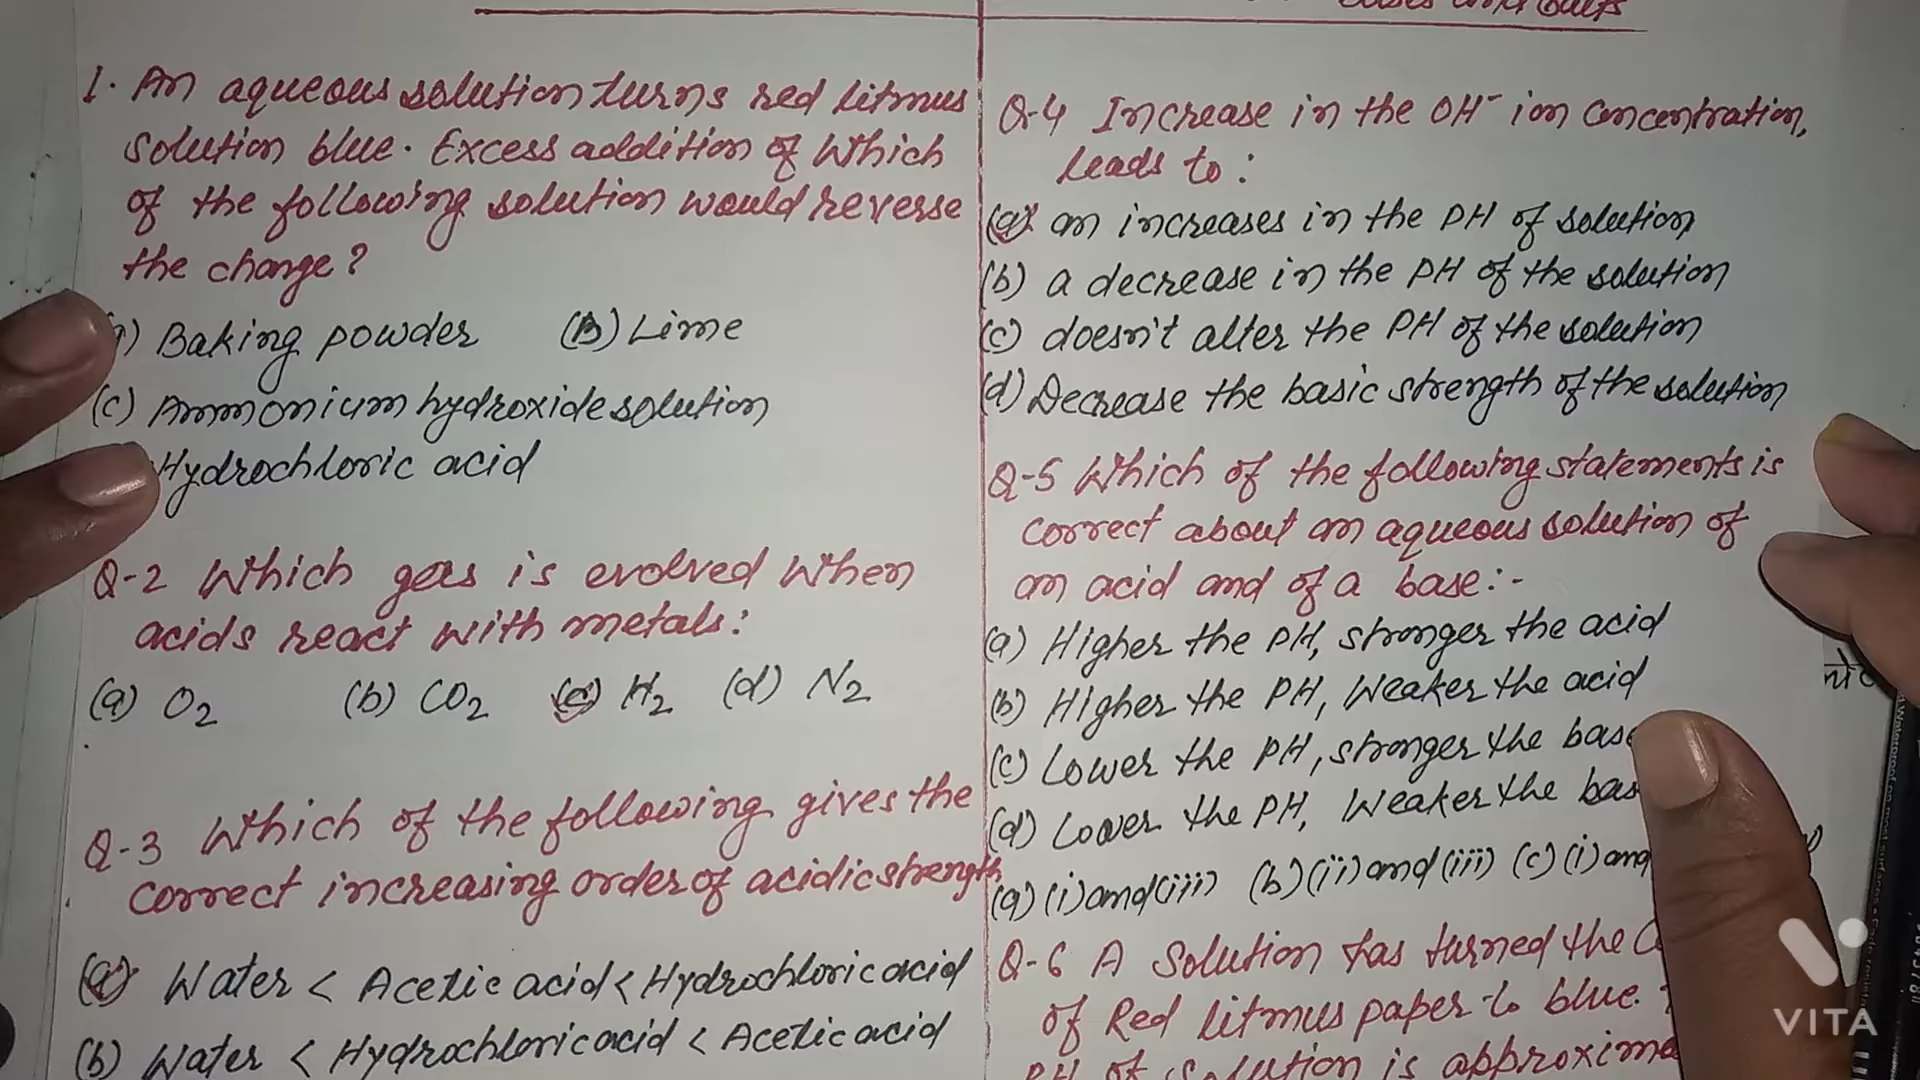 1. An aqueous solution turns red litmus
solution blue. Excess addition of Which
of the following solution would reverse
the change?
) Baking powder (B) Lime
(c) Ammonium hydroxide solution
Hydrochloric acid
Q-2 Which gas is evolved When
acids react with metals:
(a) O2 (b) CO2 (c) H2 (d) N2
Q-3 Which of the following gives the
correct increasing order of acidic strength
(a) Water < Acetic acid < Hydrochloric acid
(b) Water < Hydrochloric acid < Acetic acid
Q-4 Increase in the OH- ion concentration,
leads to :
(a) an increases in the PH of solution
(b) a decrease in the PH of the solution
(c) doesn't alter the PH of the solution
(d) Decrease the basic strength of the solution
Q-5 Which of the following statements is
correct about an aqueous solution of
an acid and of a base:-
(a) Higher the PH, stronger the acid
(b) Higher the PH, Weaker the acid
(c) Lower the PH, stronger the base
(d) Lower the PH, Weaker the bas
(a) (i) and (iii) (b) (ii) and (iii) (c) (i) and
Q-6 A Solution has turned the
of Red litmus paper to blue.
PH of Solution is approxima
VITA